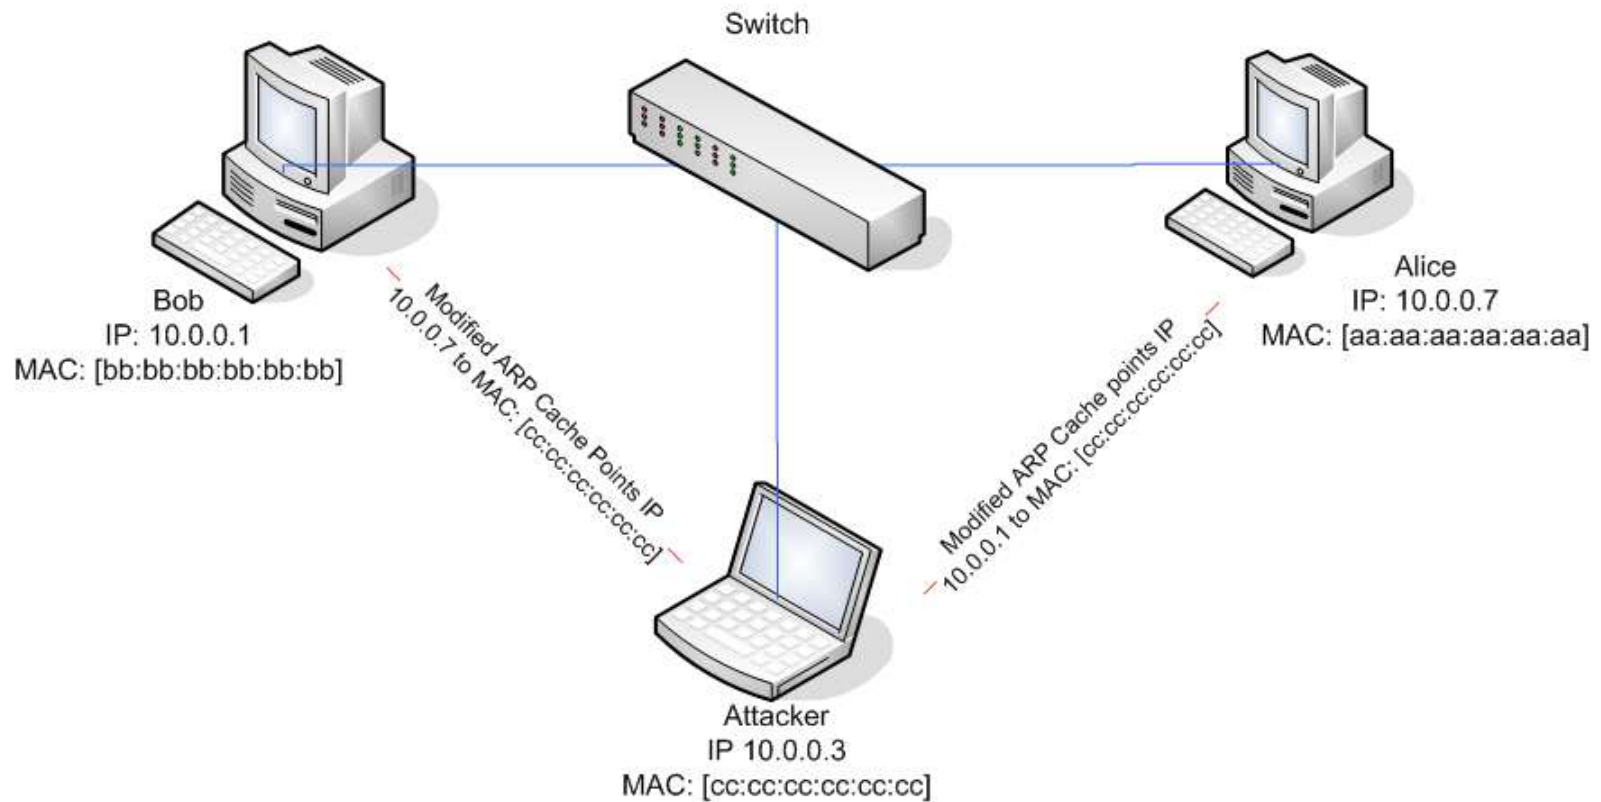 Switch
Bob
IP: 10.0.0.1
MAC: [bb:bb:bb:bb:bb:bb]
Alice
IP: 10.0.0.7
MAC: [aa:aa:aa:aa:aa:aa]
Modified ARP Cache Points IP
10.0.0.7 to MAC: [cc:cc:cc:cc:cc:cc]
Modified ARP Cache points IP
10.0.0.1 to MAC: [cc:cc:cc:cc:cc:cc]
Attacker
IP 10.0.0.3
MAC: [cc:cc:cc:cc:cc:cc]